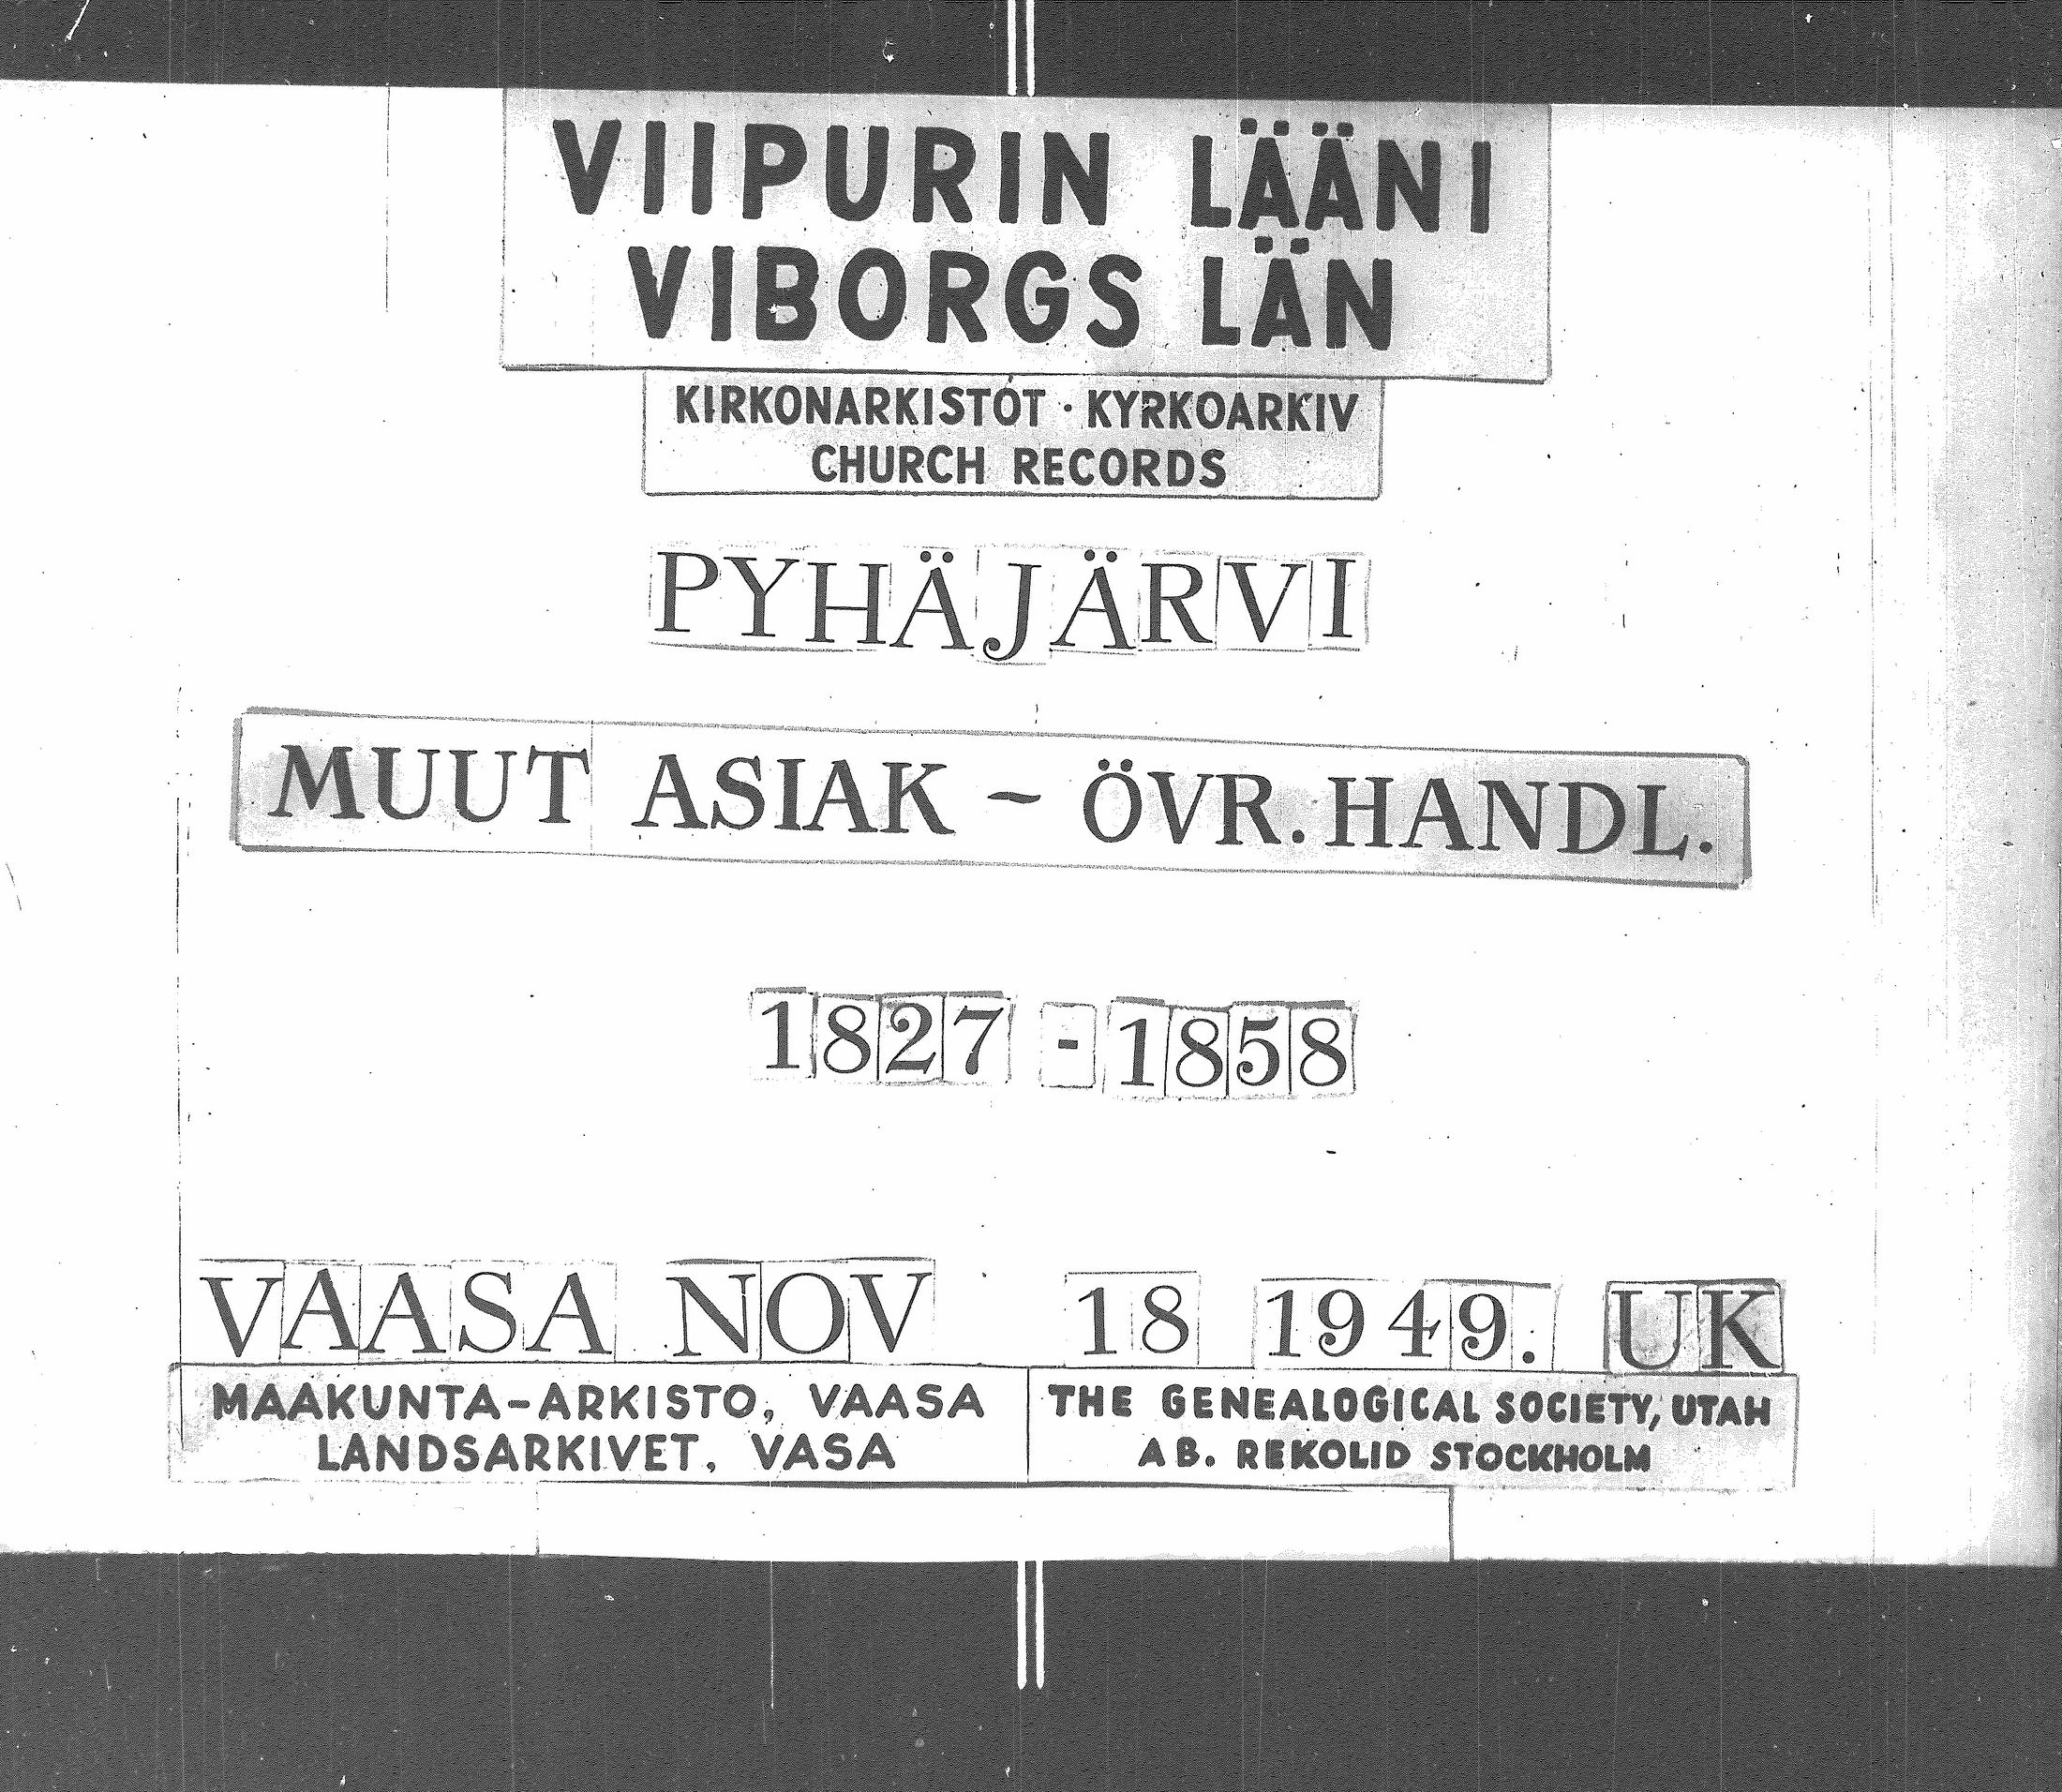 VIIPURIN LÄÄNI
VIBORGS LÄN
KIRKONARKISTOT · KYRKOARKIV
CHURCH RECORDS
PYHÄJÄRVI
MUUT ASIAK - ÖVR. HANDL.
1827 - 1858
VAASA NOV 18 1949. UK
MAAKUNTA-ARKISTO, VAASA
LANDSARKIVET, VASA
THE GENEALOGICAL SOCIETY, UTAH
AB. REKOLID STOCKHOLM